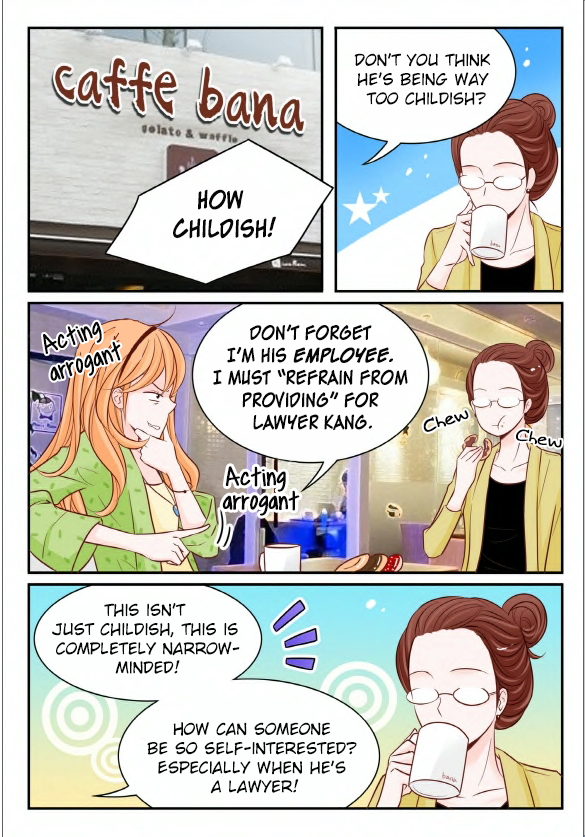 caffe bana
gelato & waffle
HOW
CHILDISH!
DON'T YOU THINK
HE'S BEING WAY
TOO CHILDISH?
bana
Acting
arrogant
DON'T FORGET
I'M HIS EMPLOYEE.
I MUST "REFRAIN FROM
PROVIDING" FOR
LAWYER KANG.
Chew
Chew
Acting
arrogant
THIS ISN'T
JUST CHILDISH, THIS IS
COMPLETELY NARROW-
MINDED!
HOW CAN SOMEONE
BE SO SELF-INTERESTED?
ESPECIALLY WHEN HE'S
A LAWYER!
bana